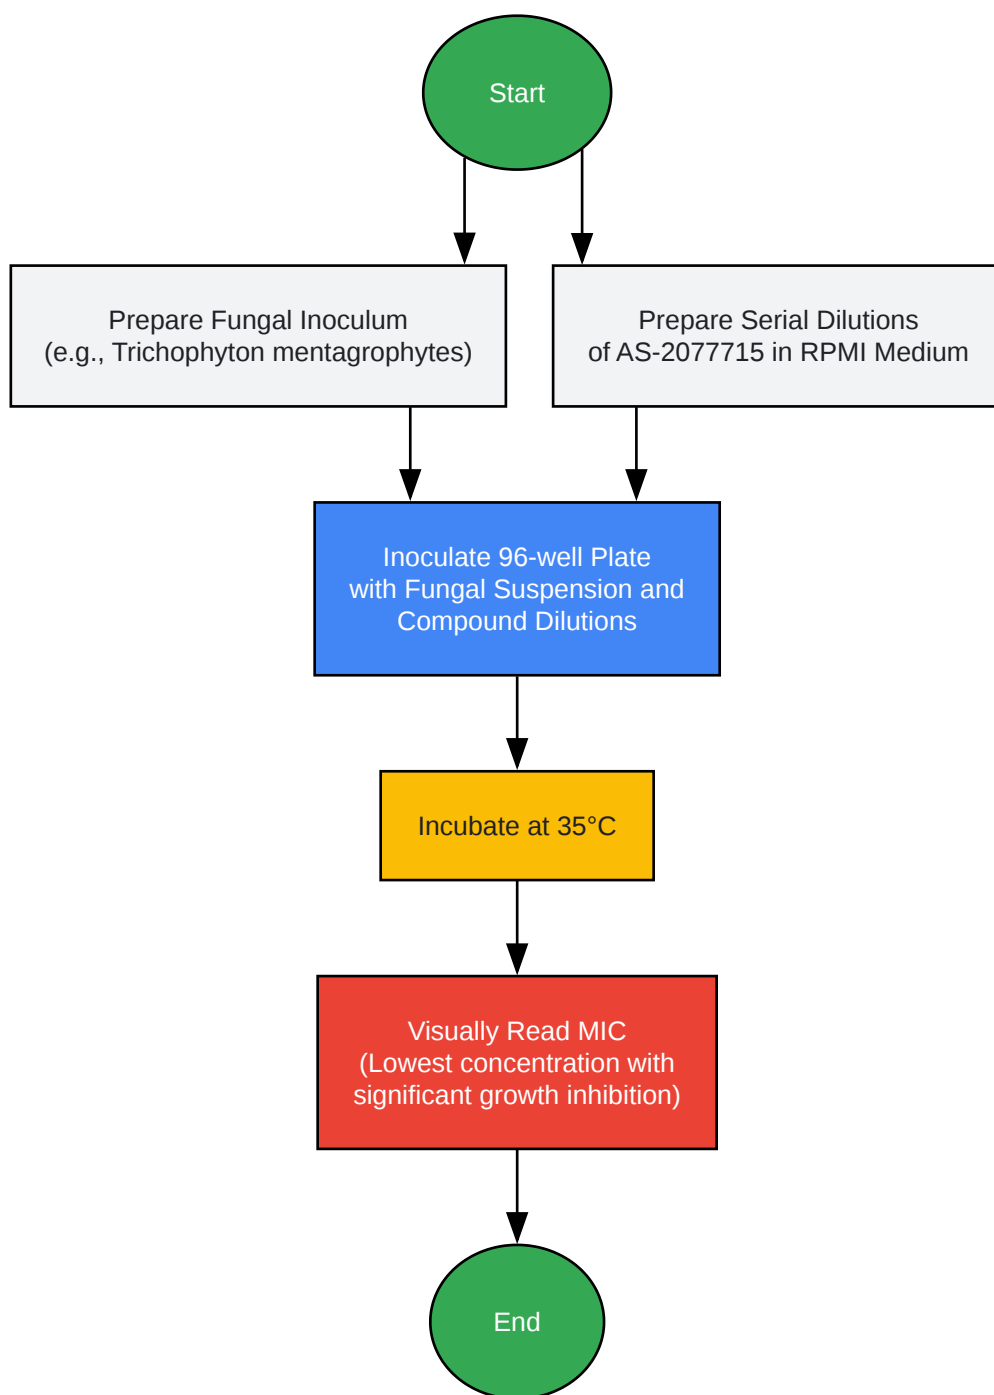 Start
Prepare Fungal Inoculum
(e.g., Trichophyton mentagrophytes)
Prepare Serial Dilutions
of AS-2077715 in RPMI Medium
Inoculate 96-well Plate
with Fungal Suspension and
Compound Dilutions
Incubate at 35°C
Visually Read MIC
(Lowest concentration with
significant growth inhibition)
End